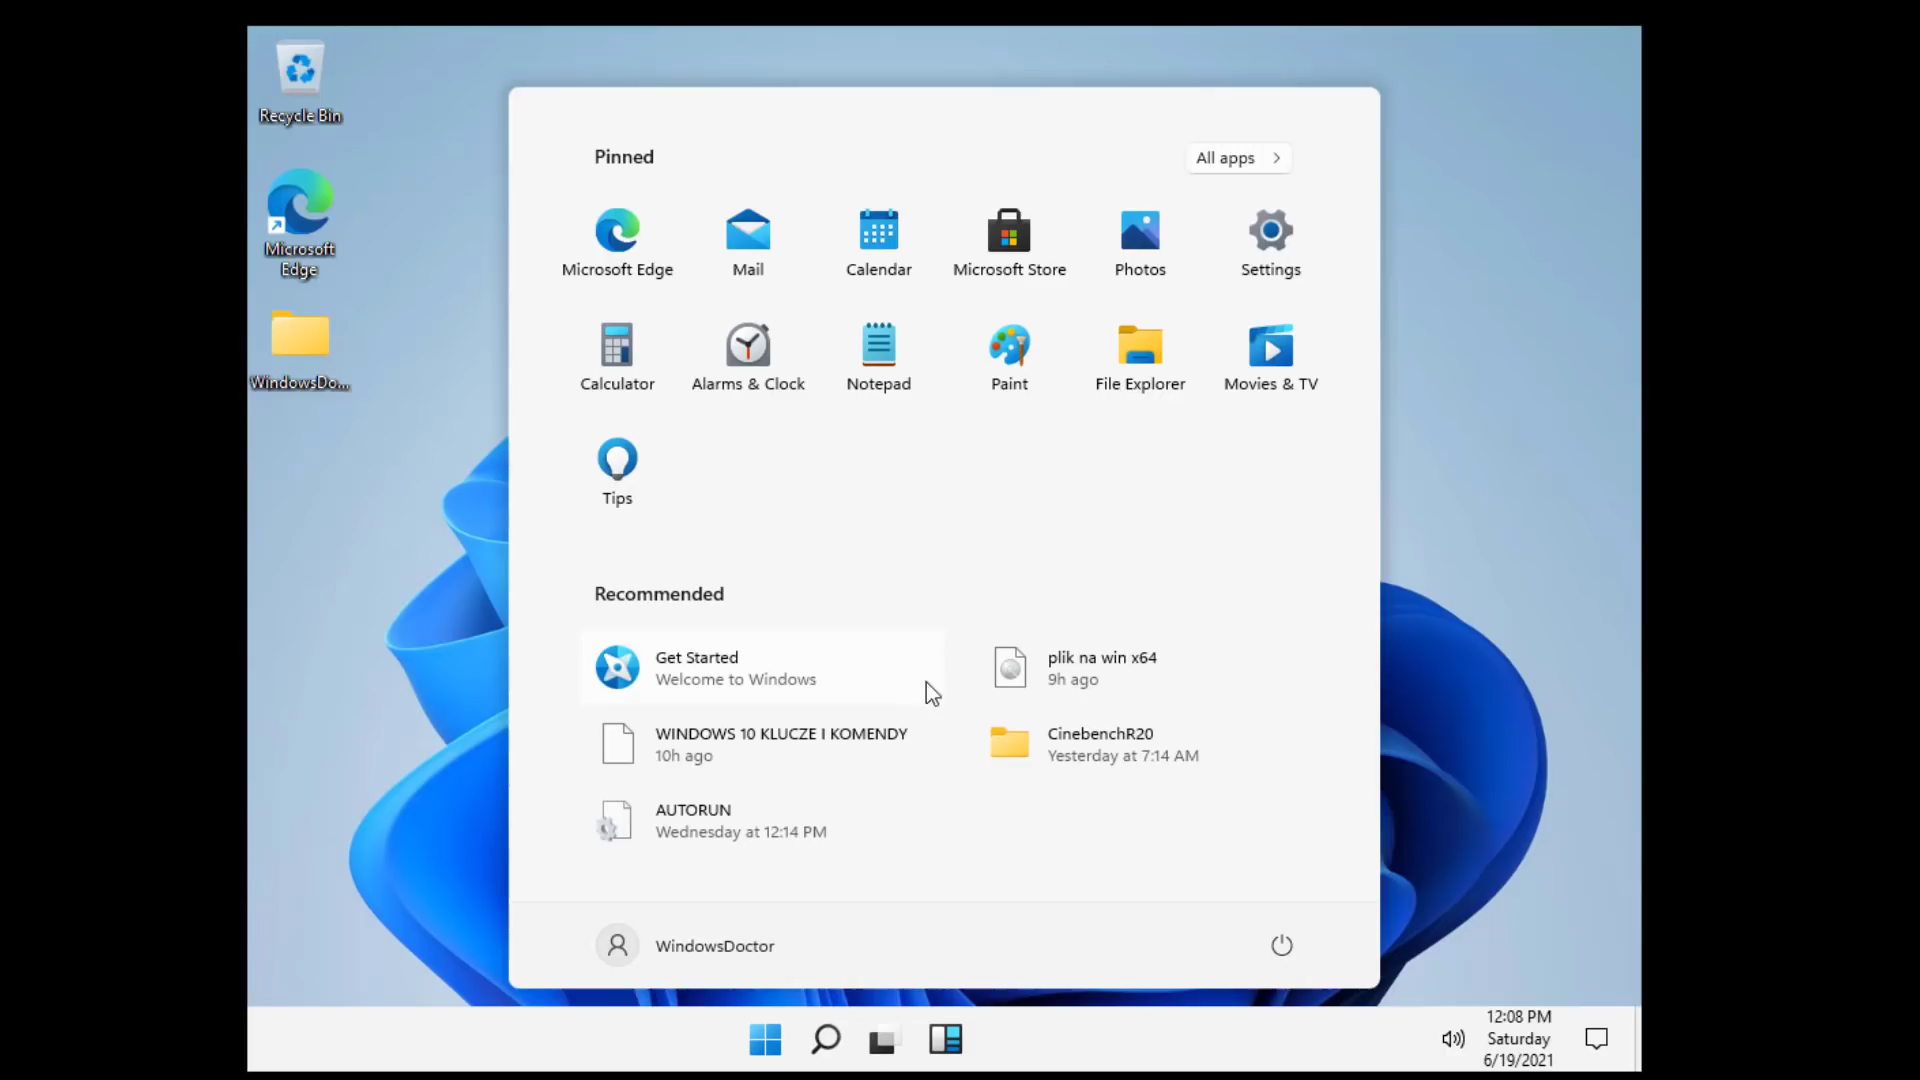 Recycle Bin
Microsoft
Edge
WindowsDo...
Pinned
All apps
Microsoft Edge
Mail
Calendar
Microsoft Store
Photos
Settings
Calculator
Alarms & Clock
Notepad
Paint
File Explorer
Movies & TV
Tips
Recommended
Get Started
Welcome to Windows
plik na win x64
9h ago
WINDOWS 10 KLUCZE I KOMENDY
10h ago
CinebenchR20
Yesterday at 7:14 AM
AUTORUN
Wednesday at 12:14 PM
WindowsDoctor
12:08 PM
Saturday
6/19/2021